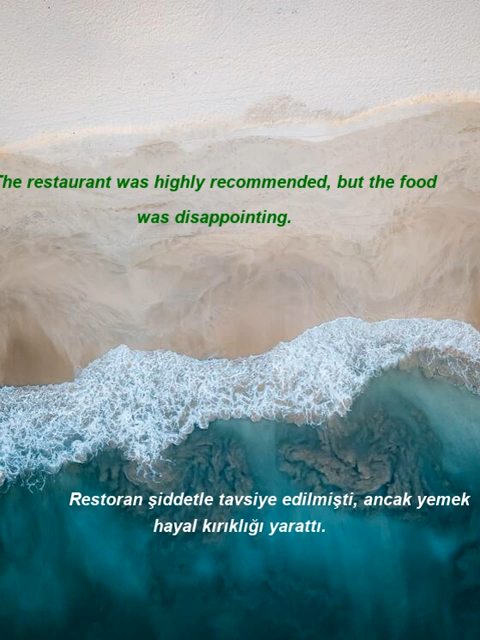 The restaurant was highly recommended, but the food
was disappointing.
Restoran şiddetle tavsiye edilmişti, ancak yemek
hayal kırıklığı yarattı.